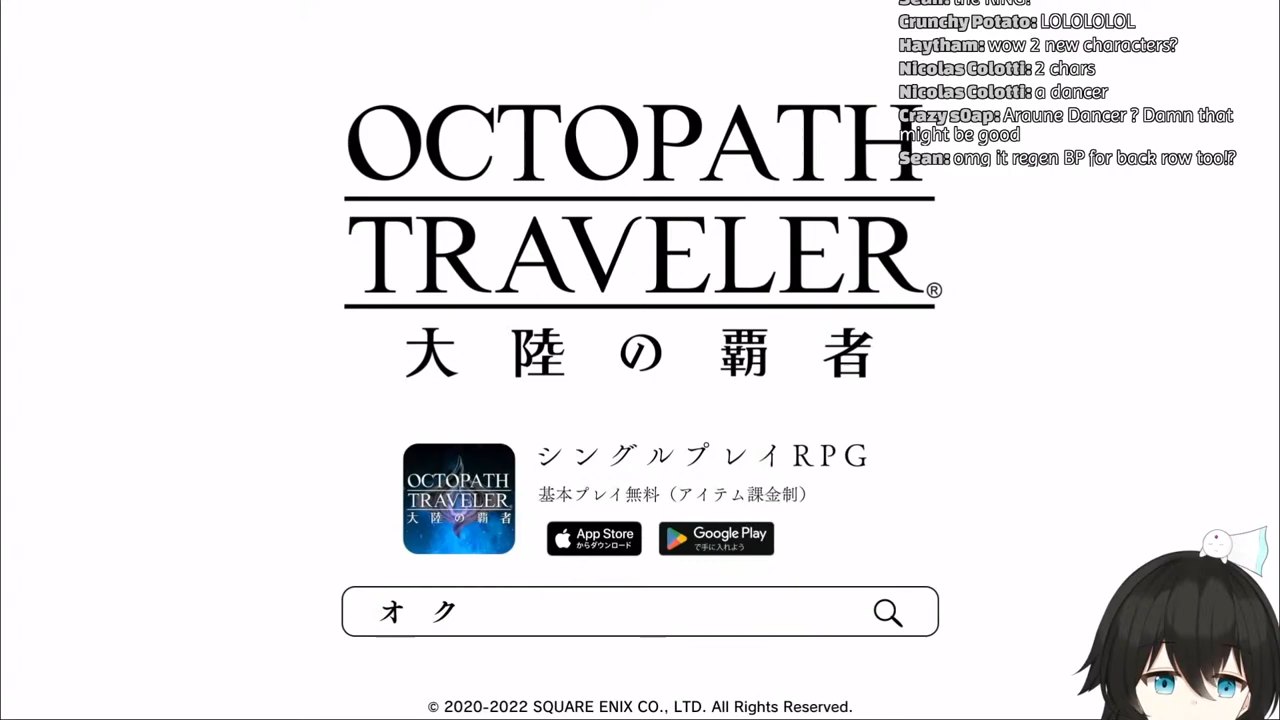 Sean: the RING!
Crunchy Potato: LOLOLOLOL
Haytham: wow 2 new characters?
Nicolas Colotti: 2 chars
Nicolas Colotti: a dancer
Crazy s0ap: Araune Dancer ? Damn that
might be good
Sean: omg it regen BP for back row too!?
OCTOPATH
TRAVELER®
大陸の覇者
OCTOPATH
TRAVELER
大陸の覇者
シングルプレイRPG
基本プレイ無料（アイテム課金制）
App Store
からダウンロード
Google Play
で手に入れよう
オク
© 2020-2022 SQUARE ENIX CO., LTD. All Rights Reserved.